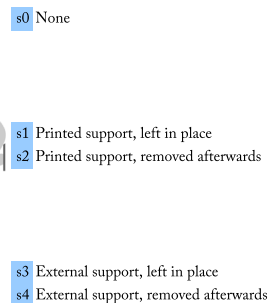 s0 None
s1 Printed support, left in place
s2 Printed support, removed afterwards
s3 External support, left in place
s4 External support, removed afterwards